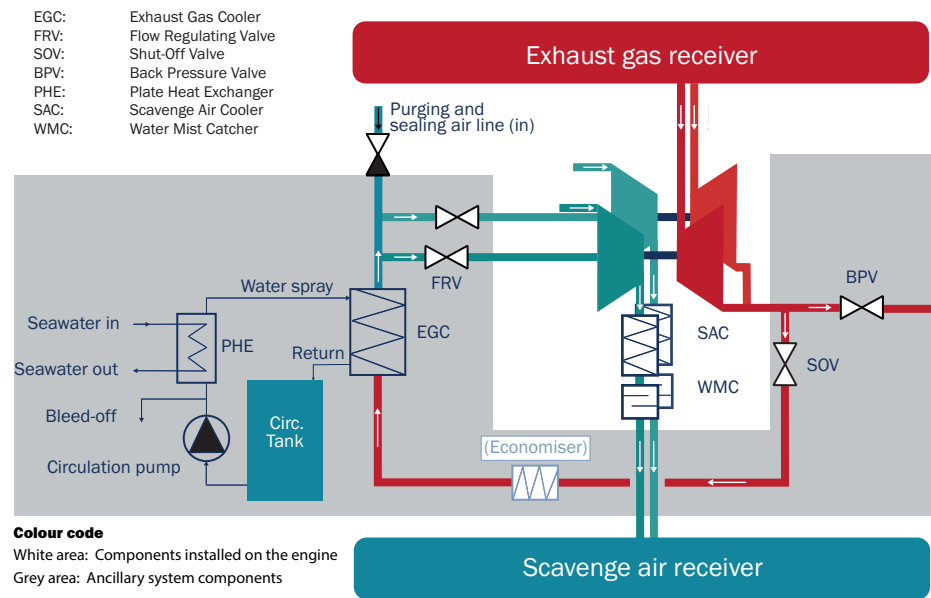 EGC: Exhaust Gas Cooler
FRV: Flow Regulating Valve
SOV: Shut-Off Valve
BPV: Back Pressure Valve
PHE: Plate Heat Exchanger
SAC: Scavenge Air Cooler
WMC: Water Mist Catcher
Exhaust gas receiver
Purging and
sealing air line (in)
FRV
BPV
Water spray
Seawater in
PHE
EGC
SAC
Return
Seawater out
SOV
WMC
Bleed-off
Circ.
Tank
(Economiser)
Circulation pump
Colour code
White area: Components installed on the engine
Grey area: Ancillary system components
Scavenge air receiver